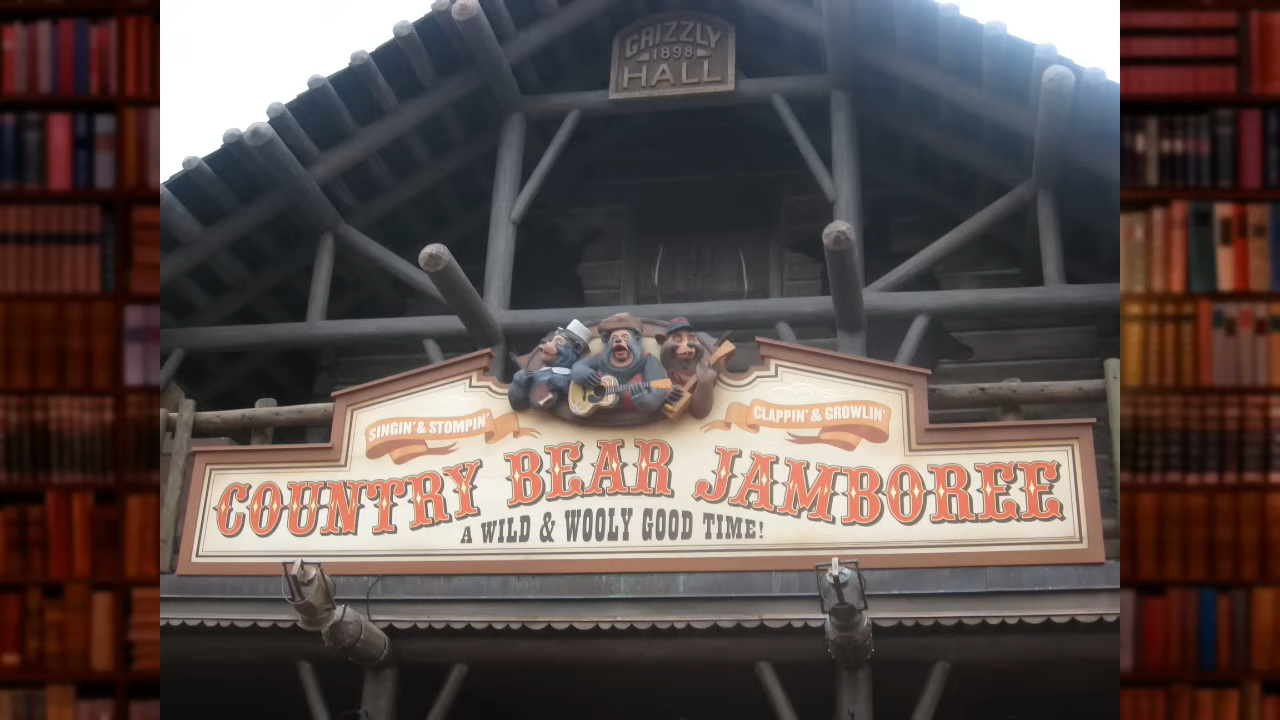 GRIZZLY
1898
HALL
SINGIN' & STOMPIN'
CLAPPIN' & GROWLIN'
COUNTRY BEAR JAMBOREE
A WILD & WOOLY GOOD TIME!